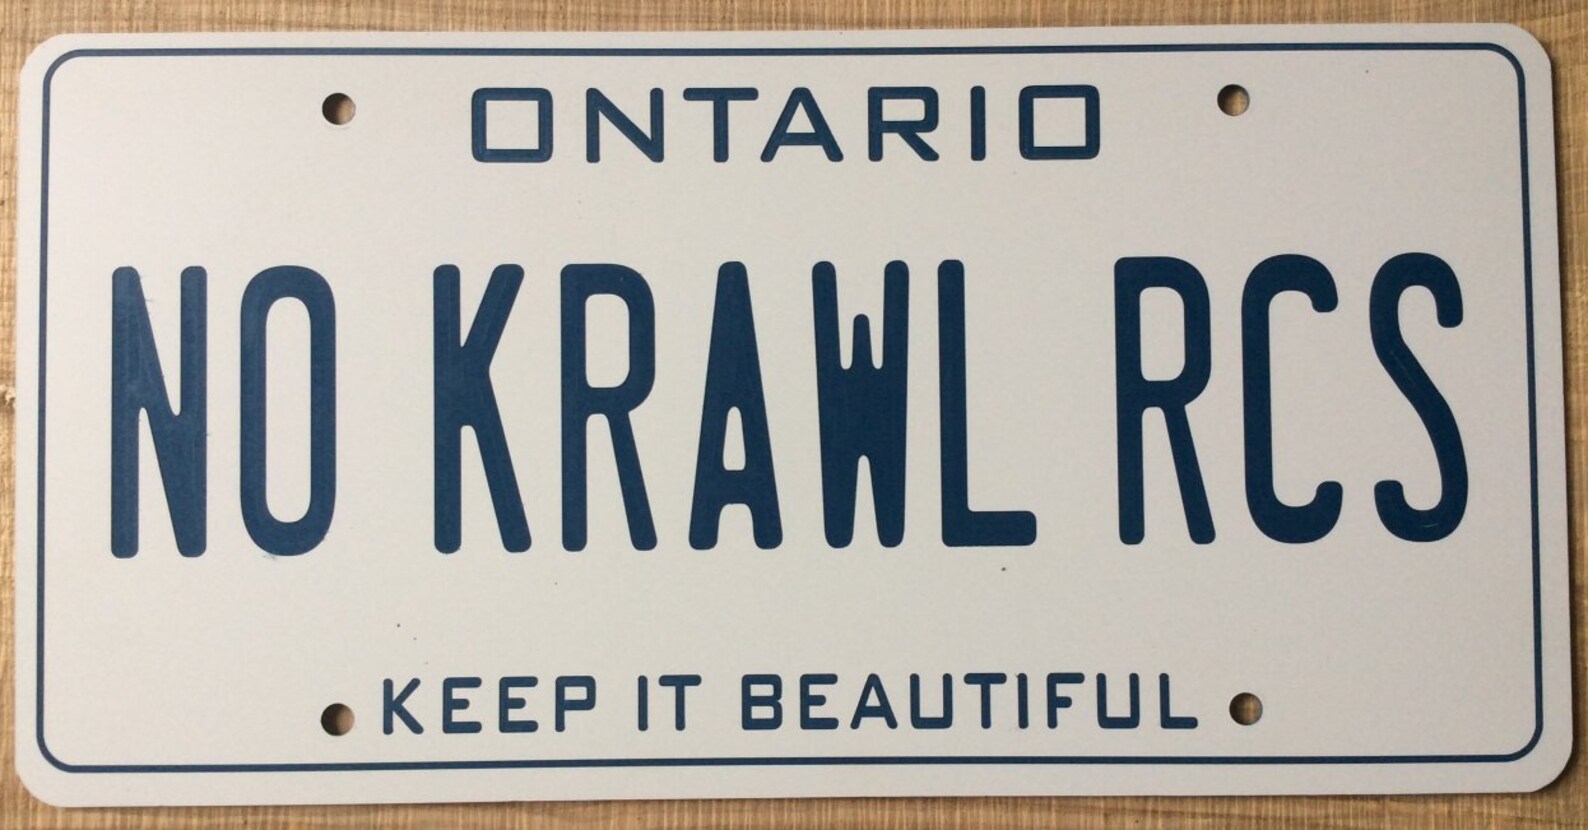 ONTARIO
NO KRAWL RCS
KEEP IT BEAUTIFUL